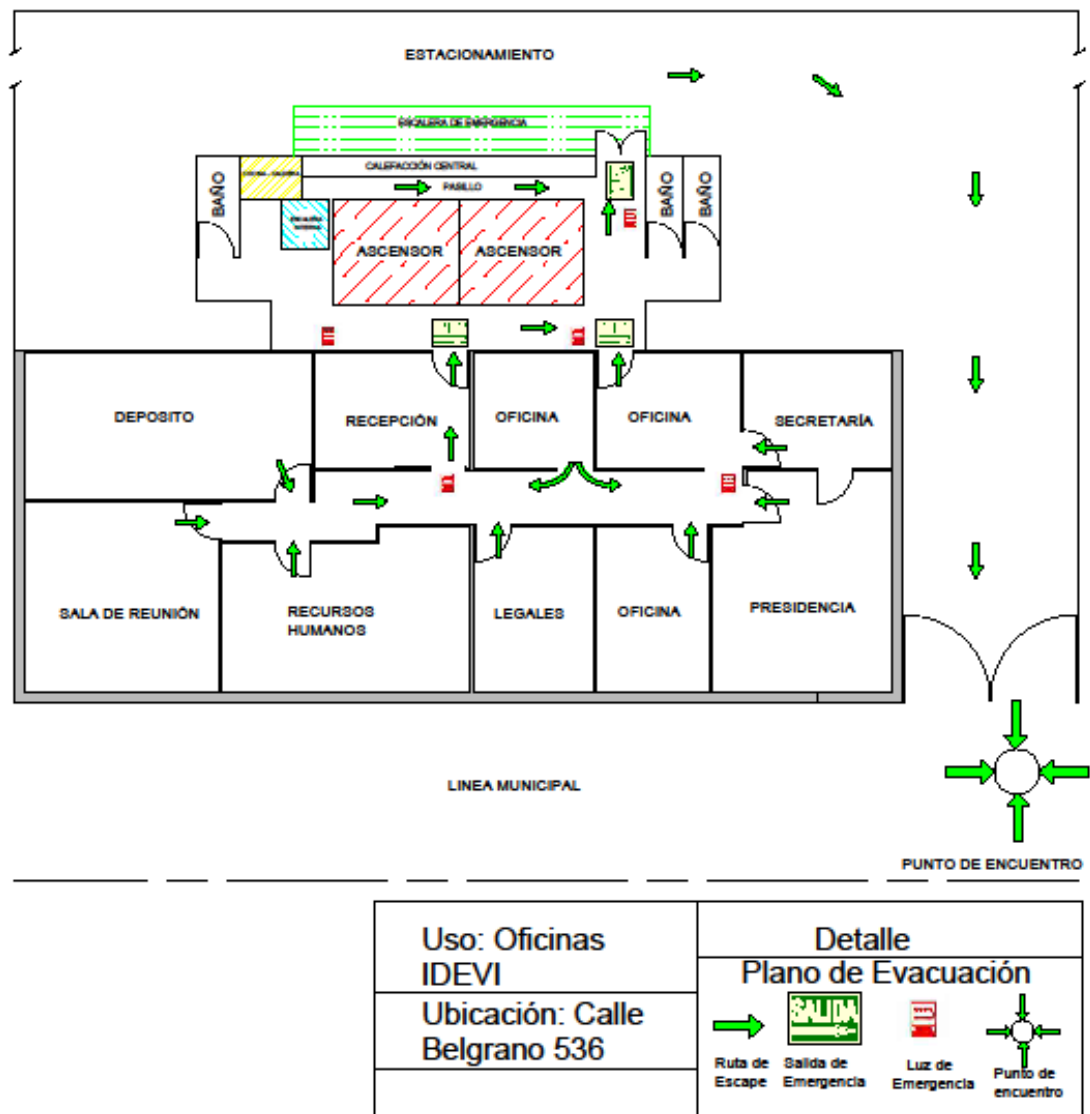 ESTACIONAMIENTO
ESCALERA DE EMERGENCIA
CALEFACCIÓN CENTRAL
PASILLO
BAÑO
BAÑO
BAÑO
ASCENSOR
ASCENSOR
DEPOSITO
RECEPCIÓN
OFICINA
OFICINA
SECRETARÍA
SALA DE REUNIÓN
RECURSOS
HUMANOS
LEGALES
OFICINA
PRESIDENCIA
LINEA MUNICIPAL
PUNTO DE ENCUENTRO
Uso: Oficinas
IDEVI
Ubicación: Calle
Belgrano 536
Detalle
Plano de Evacuación
SALIDA
Ruta de
Escape
Salida de
Emergencia
Luz de
Emergencia
Punto de
encuentro